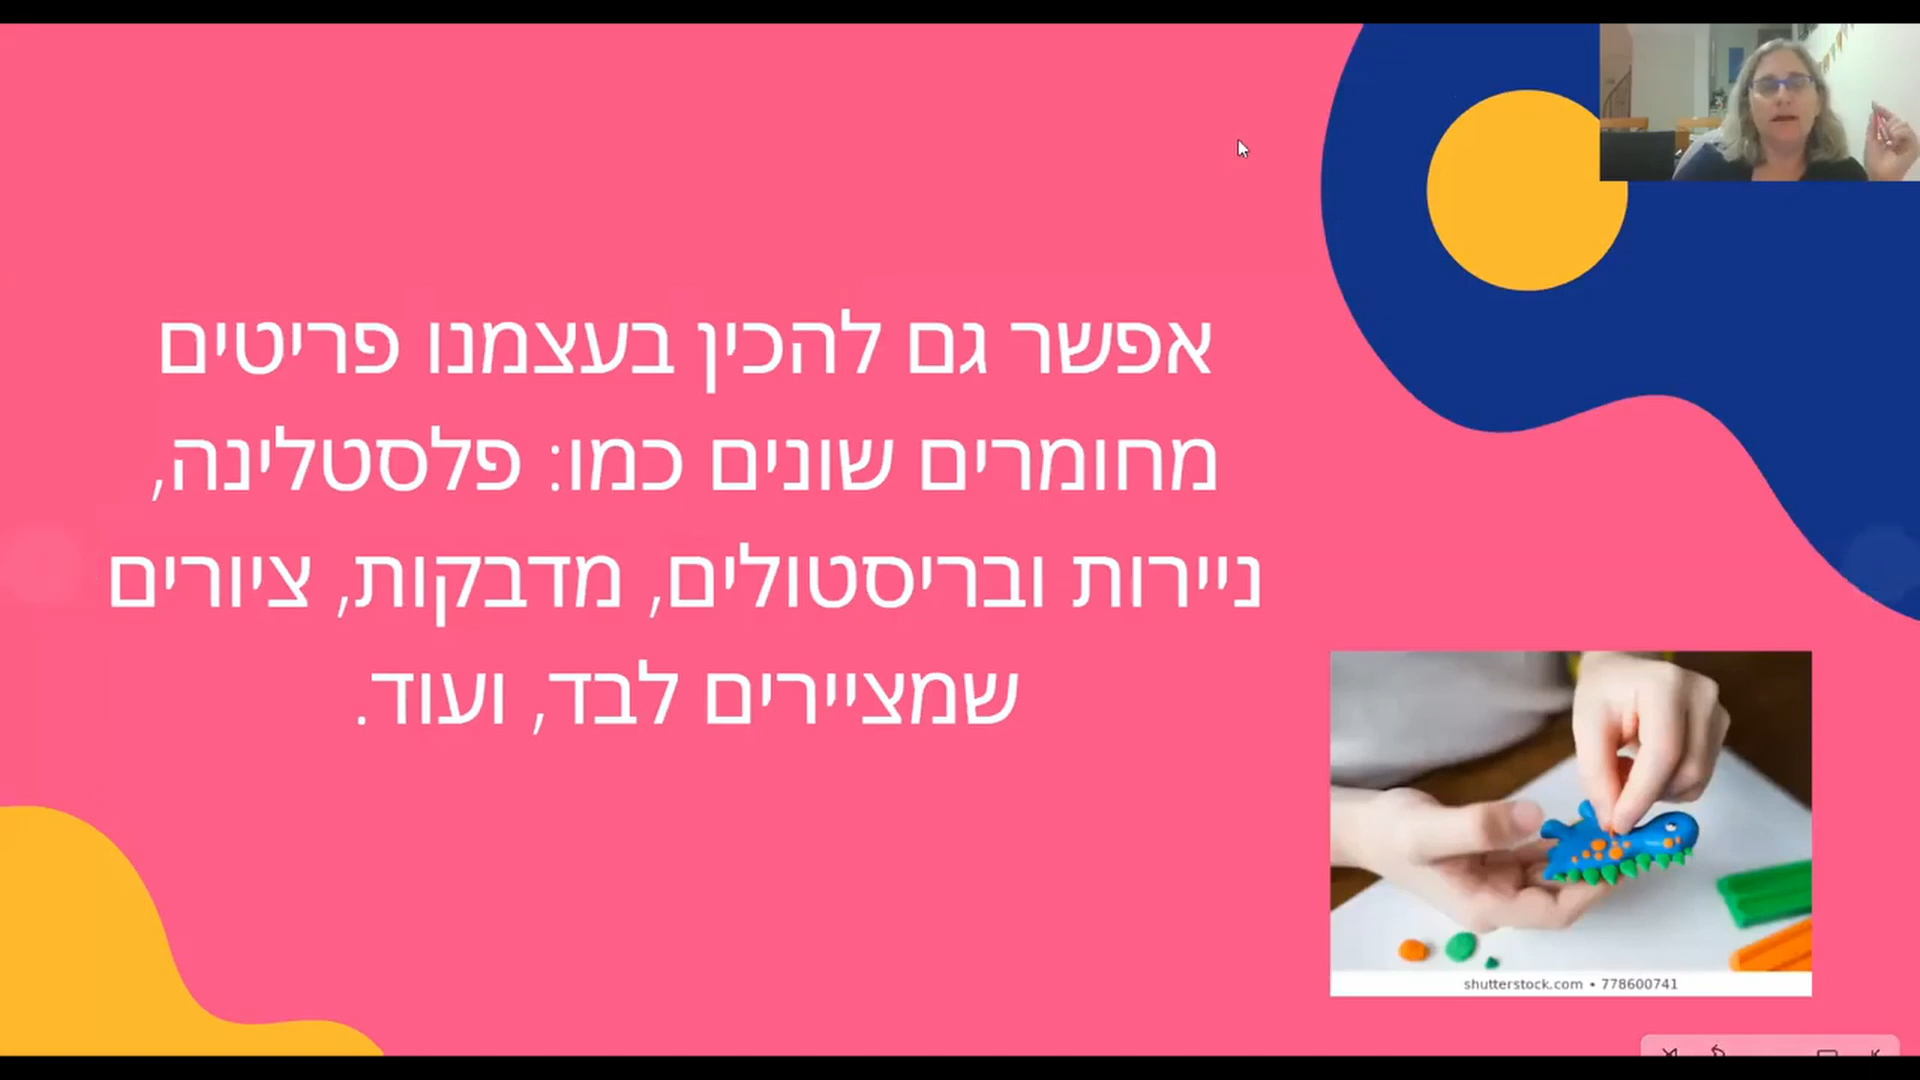 אפשר גם להכין בעצמנו פריטים
מחומרים שונים כמו: פלסטלינה,
ניירות ובריסטולים, מדבקות, ציורים
שמציירים לבד, ועוד.
shutterstock.com • 778600741